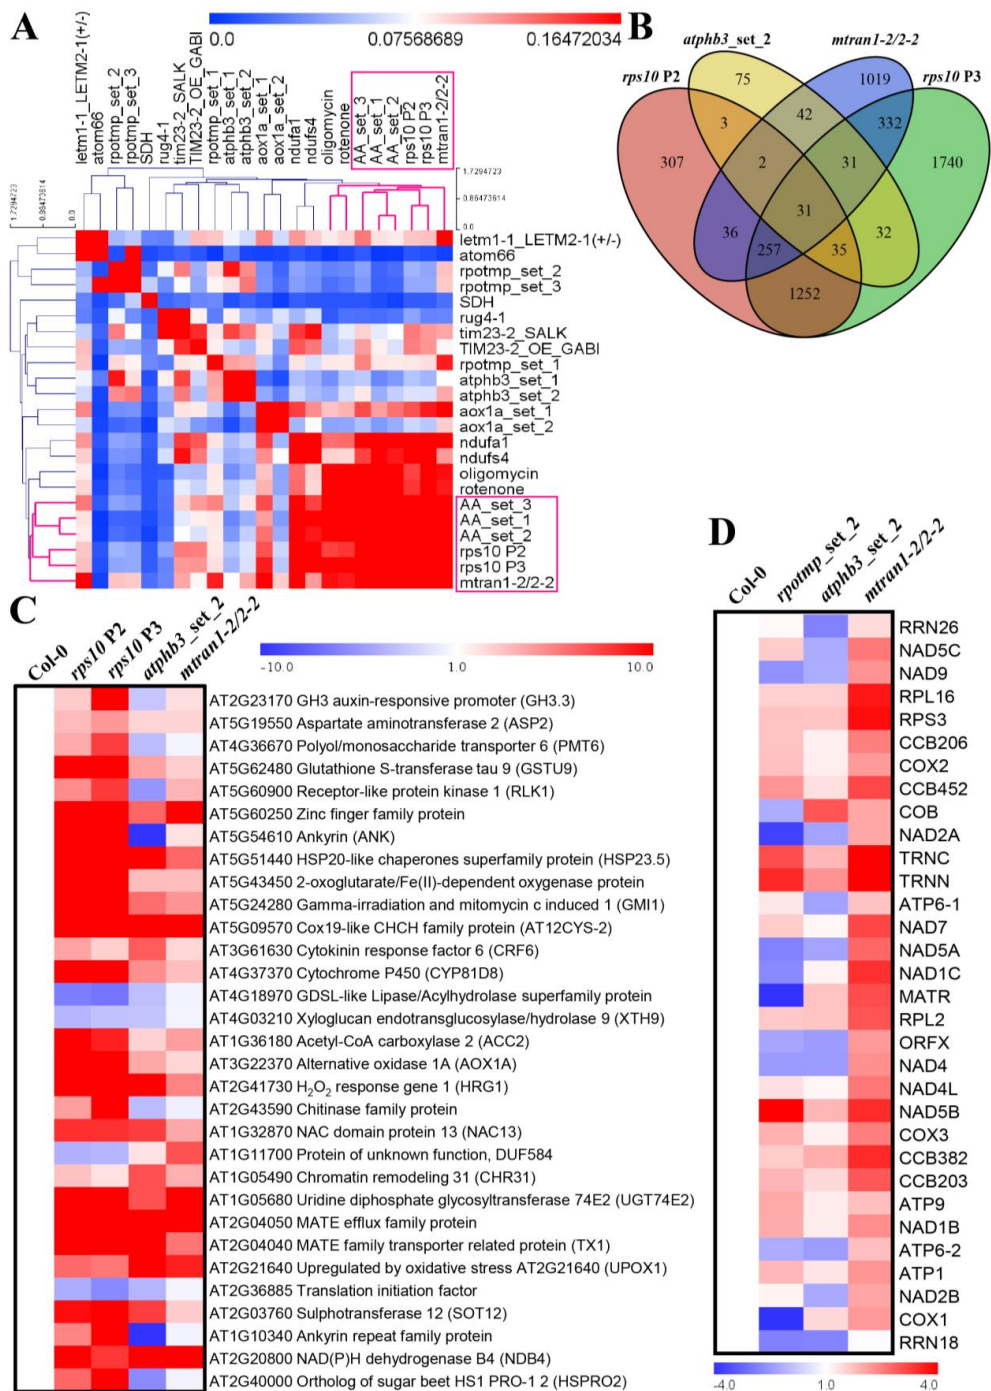 A
0.0 0.07568689 0.16472034
letm1-1_LETM2-1(+/-)
atom66
rpotmp_set_2
rpotmp_set_3
SDH
rug4-1
tim23-2_SALK
TIM23-2_OE_GABI
rpotmp_set_1
atphb3_set_1
atphb3_set_2
aox1a_set_1
aox1a_set_2
ndufa1
ndufs4
oligomycin
rotenone
AA_set_3
AA_set_1
AA_set_2
rps10 P2
rps10 P3
mtran1-2/2-2
1.7294723
0.86473614
0.0
1.7294723
0.86473614
0.0
letm1-1_LETM2-1(+/-)
atom66
rpotmp_set_2
rpotmp_set_3
SDH
rug4-1
tim23-2_SALK
TIM23-2_OE_GABI
rpotmp_set_1
atphb3_set_1
atphb3_set_2
aox1a_set_1
aox1a_set_2
ndufa1
ndufs4
oligomycin
rotenone
AA_set_3
AA_set_1
AA_set_2
rps10 P2
rps10 P3
mtran1-2/2-2
B
atphb3_set_2 mtran1-2/2-2
rps10 P2 rps10 P3
75 1019
3 42 332
307 2 31 1740
31
36 257 35 32
1252
C
Col-0
rps10 P2
rps10 P3
atphb3_set_2
mtran1-2/2-2
-10.0 1.0 10.0
AT2G23170 GH3 auxin-responsive promoter (GH3.3)
AT5G19550 Aspartate aminotransferase 2 (ASP2)
AT4G36670 Polyol/monosaccharide transporter 6 (PMT6)
AT5G62480 Glutathione S-transferase tau 9 (GSTU9)
AT5G60900 Receptor-like protein kinase 1 (RLK1)
AT5G60250 Zinc finger family protein
AT5G54610 Ankyrin (ANK)
AT5G51440 HSP20-like chaperones superfamily protein (HSP23.5)
AT5G43450 2-oxoglutarate/Fe(II)-dependent oxygenase protein
AT5G24280 Gamma-irradiation and mitomycin c induced 1 (GMI1)
AT5G09570 Cox19-like CHCH family protein (AT12CYS-2)
AT3G61630 Cytokinin response factor 6 (CRF6)
AT4G37370 Cytochrome P450 (CYP81D8)
AT4G18970 GDSL-like Lipase/Acylhydrolase superfamily protein
AT4G03210 Xyloglucan endotransglucosylase/hydrolase 9 (XTH9)
AT1G36180 Acetyl-CoA carboxylase 2 (ACC2)
AT3G22370 Alternative oxidase 1A (AOX1A)
AT2G41730 H2O2 response gene 1 (HRG1)
AT2G43590 Chitinase family protein
AT1G32870 NAC domain protein 13 (NAC13)
AT1G11700 Protein of unknown function, DUF584
AT1G05490 Chromatin remodeling 31 (CHR31)
AT1G05680 Uridine diphosphate glycosyltransferase 74E2 (UGT74E2)
AT2G04050 MATE efflux family protein
AT2G04040 MATE family transporter related protein (TX1)
AT2G21640 Upregulated by oxidative stress AT2G21640 (UPOX1)
AT2G36885 Translation initiation factor
AT2G03760 Sulphotransferase 12 (SOT12)
AT1G10340 Ankyrin repeat family protein
AT2G20800 NAD(P)H dehydrogenase B4 (NDB4)
AT2G40000 Ortholog of sugar beet HS1 PRO-1 2 (HSPRO2)
D
Col-0
rpotmp_set_2
atphb3_set_2
mtran1-2/2-2
RRN26
NAD5C
NAD9
RPL16
RPS3
CCB206
COX2
CCB452
COB
NAD2A
TRNC
TRNN
ATP6-1
NAD7
NAD5A
NAD1C
MATR
RPL2
ORFX
NAD4
NAD4L
NAD5B
COX3
CCB382
CCB203
ATP9
NAD1B
ATP6-2
ATP1
NAD2B
COX1
RRN18
-4.0 1.0 4.0